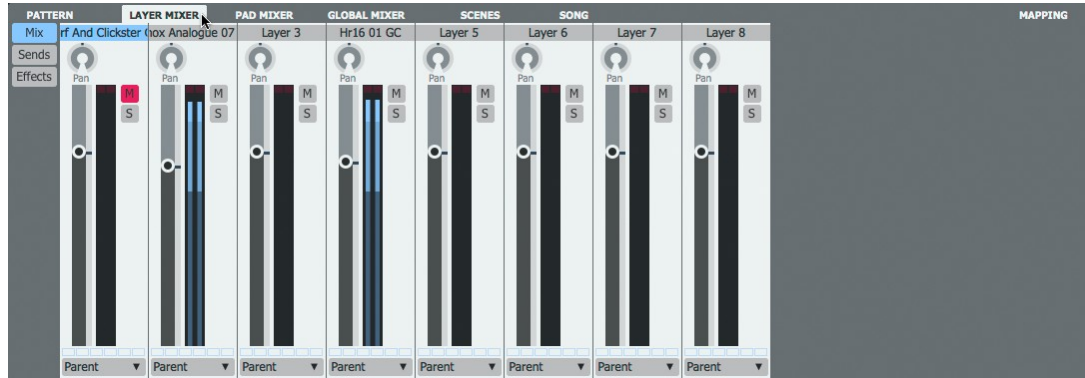 PATTERN LAYER MIXER PAD MIXER GLOBAL MIXER SCENES SONG MAPPING
Mix rf And Clickster nox Analogue 07 Layer 3 Hr16 01 GC Layer 5 Layer 6 Layer 7 Layer 8
Sends
Effects
Pan Pan Pan Pan Pan Pan Pan Pan
M M M M M M M M
S S S S S S S S
Parent Parent Parent Parent Parent Parent Parent Parent